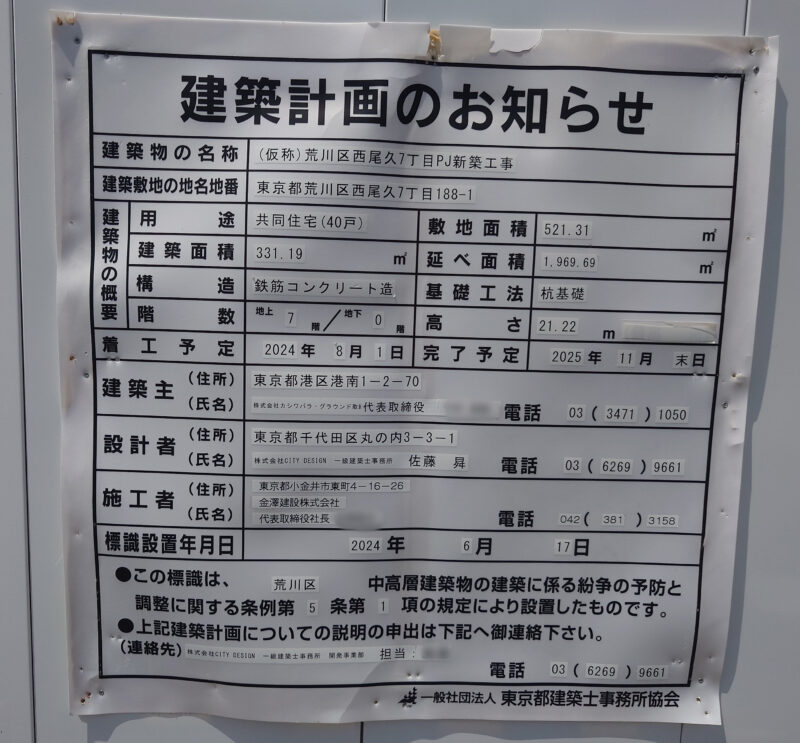 建築計画のお知らせ
建築物の名称 (仮称)荒川区西尾久7丁目PJ新築工事
建築敷地の地名地番 東京都荒川区西尾久7丁目188-1
建築物の概要
用途 共同住宅(40戸) 敷地面積 521.31 ㎡
建築面積 331.19 ㎡ 延べ面積 1,969.69 ㎡
構造 鉄筋コンクリート造 基礎工法 杭基礎
階数 地上 7 階/地下 0 階 高さ 21.22 m
着工予定 2024年 8月 1日 完了予定 2025年 11月 末日
建築主 (住所) 東京都港区港南1-2-70
(氏名) 株式会社カシワバラ・グラウンド 代表取締役 電話 03(3471)1050
設計者 (住所) 東京都千代田区丸の内3-3-1
(氏名) 株式会社CITY DESIGN 一級建築士事務所 佐藤 昇 電話 03(6269)9661
施工者 (住所) 東京都小金井市東町4-16-26
(氏名) 金澤建設株式会社
代表取締役社長 電話 042(381)3158
標識設置年月日 2024年 6月 17日
●この標識は、 荒川区 中高層建築物の建築に係る紛争の予防と
調整に関する条例第 5 条第 1 項の規定により設置したものです。
●上記建築計画についての説明の申出は下記へ御連絡下さい。
(連絡先) 株式会社CITY DESIGN 一級建築士事務所 開発事業部 担当:
電話 03(6269)9661
一般社団法人 東京都建築士事務所協会